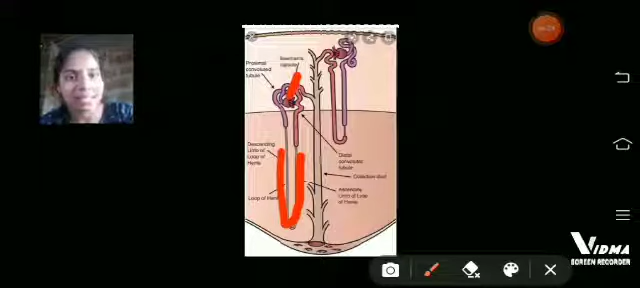 Proximal
convoluted
tubule
Bowman's
capsule
Descending
Limb of
Loop of
Henle
Loop of Henl
Distal
convoluted
tubule
Collecting duct
Ascending
Limb of Loop
of Henle
VIDMA
SCREEN RECORDER